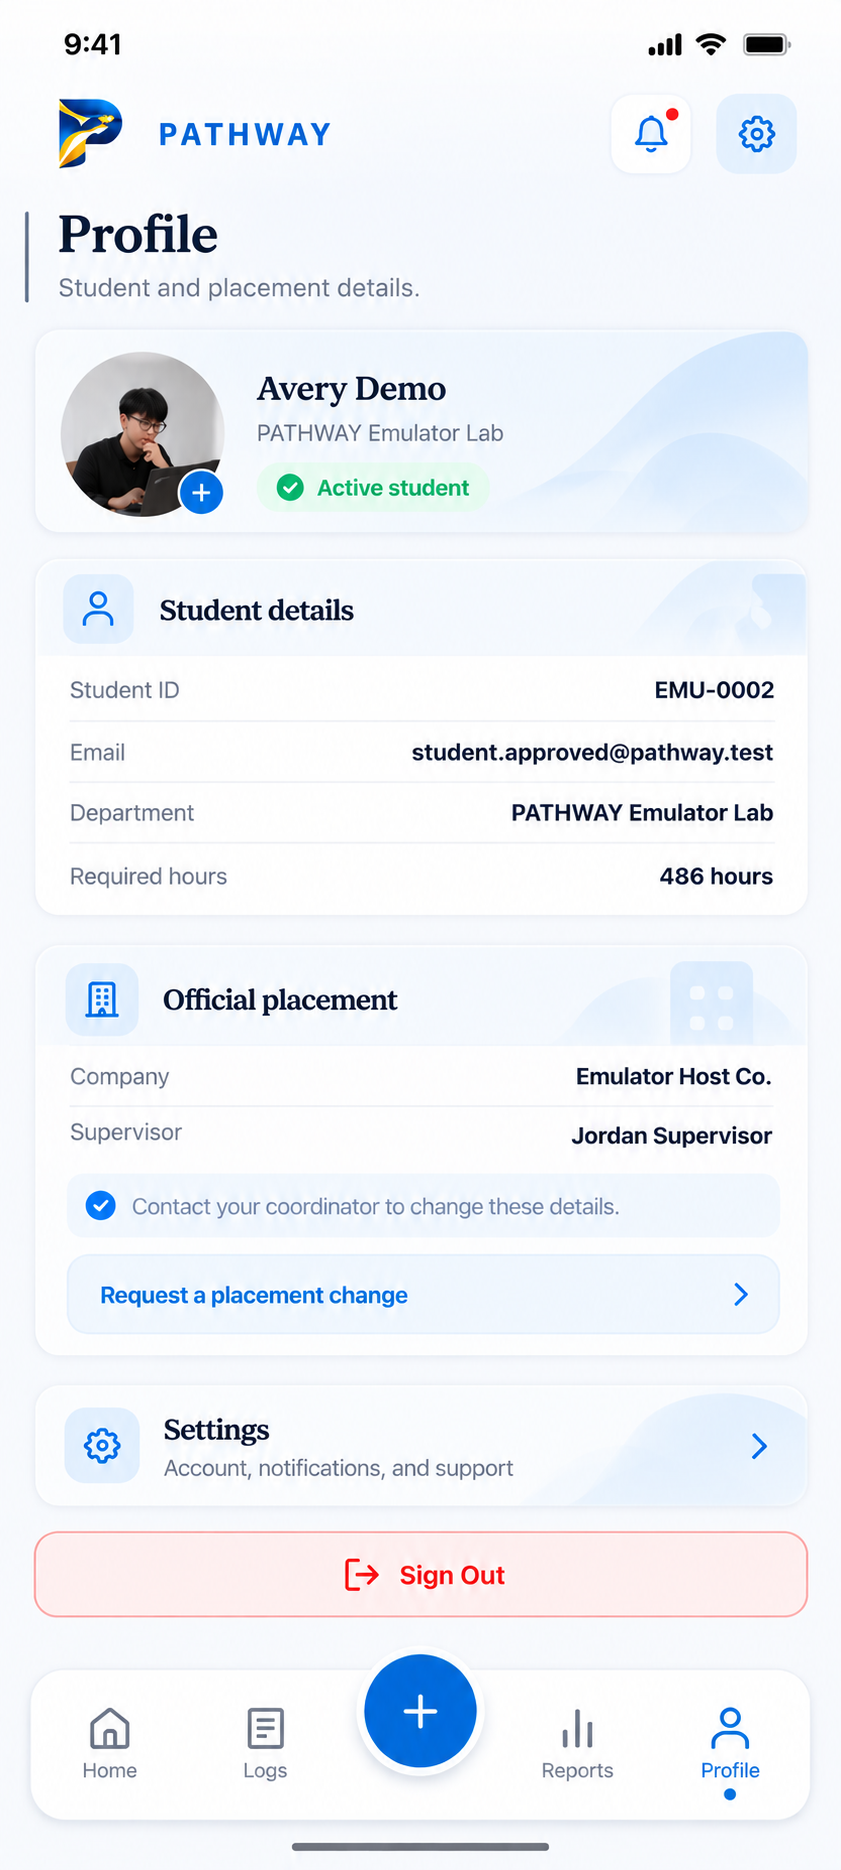 9:41
PATHWAY
Profile
Student and placement details.
Avery Demo
PATHWAY Emulator Lab
Active student
Student details
Student ID EMU-0002
Email student.approved@pathway.test
Department PATHWAY Emulator Lab
Required hours 486 hours
Official placement
Company Emulator Host Co.
Supervisor Jordan Supervisor
Contact your coordinator to change these details.
Request a placement change
Settings
Account, notifications, and support
Sign Out
Home Logs Reports Profile